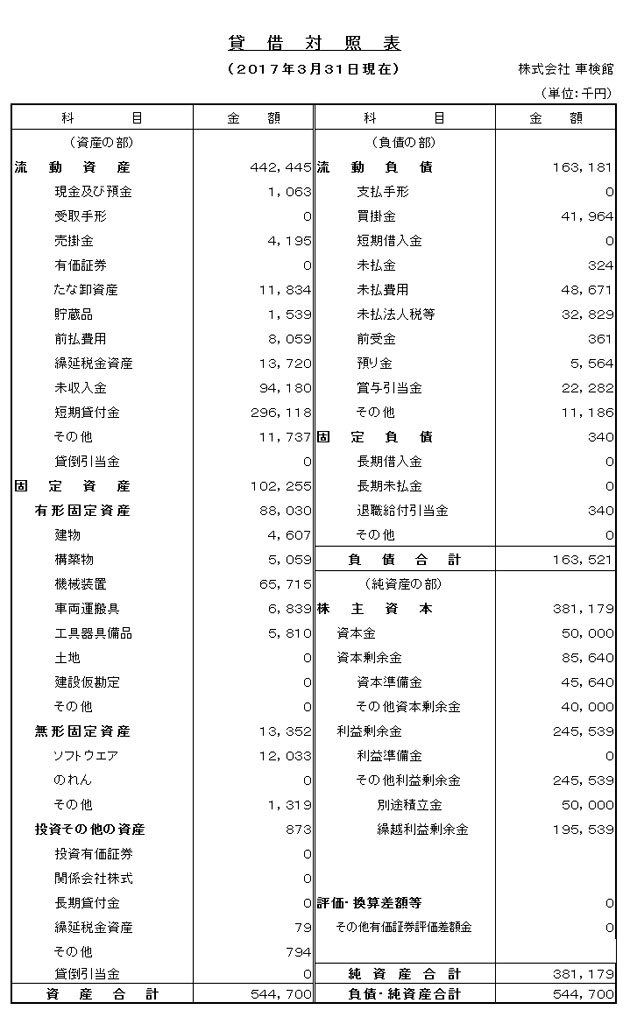 貸借対照表
（2017年3月31日現在）
株式会社 車検館
（単位：千円）
科目 金額 科目 金額
（資産の部） （負債の部）
流動資産 442,445 流動負債 163,181
現金及び預金 1,063 支払手形 0
受取手形 0 買掛金 41,964
売掛金 4,195 短期借入金 0
有価証券 0 未払金 324
たな卸資産 11,834 未払費用 48,671
貯蔵品 1,539 未払法人税等 32,829
前払費用 8,059 前受金 361
繰延税金資産 13,720 預り金 5,564
未収入金 94,180 賞与引当金 22,282
短期貸付金 296,118 その他 11,186
その他 11,737 固定負債 340
貸倒引当金 0 長期借入金 0
固定資産 102,255 長期未払金 0
有形固定資産 88,030 退職給付引当金 340
建物 4,607 その他 0
構築物 5,059 負債合計 163,521
機械装置 65,715 （純資産の部）
車両運搬具 6,839 株主資本 381,179
工具器具備品 5,810 資本金 50,000
土地 0 資本剰余金 85,640
建設仮勘定 0 資本準備金 45,640
その他 0 その他資本剰余金 40,000
無形固定資産 13,352 利益剰余金 245,539
ソフトウエア 12,033 利益準備金 0
のれん 0 その他利益剰余金 245,539
その他 1,319 別途積立金 50,000
投資その他の資産 873 繰越利益剰余金 195,539
投資有価証券 0
関係会社株式 0
長期貸付金 0 評価・換算差額等 0
繰延税金資産 79 その他有価証券評価差額金 0
その他 794
貸倒引当金 0 純資産合計 381,179
資産合計 544,700 負債・純資産合計 544,700